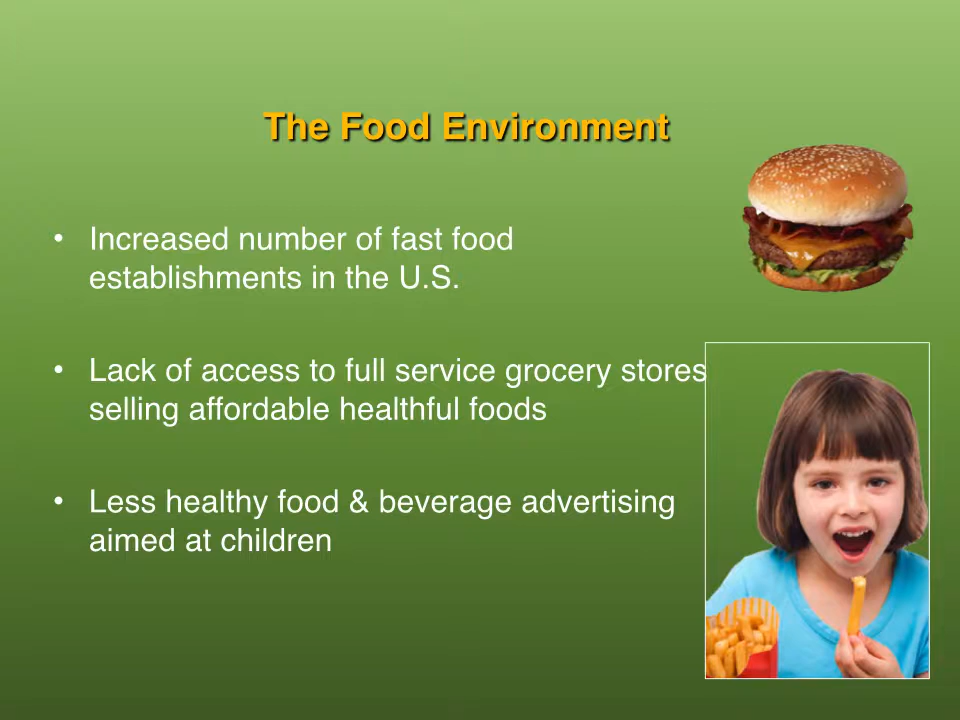 The Food Environment
• Increased number of fast food
establishments in the U.S.
• Lack of access to full service grocery stores
selling affordable healthful foods
• Less healthy food & beverage advertising
aimed at children